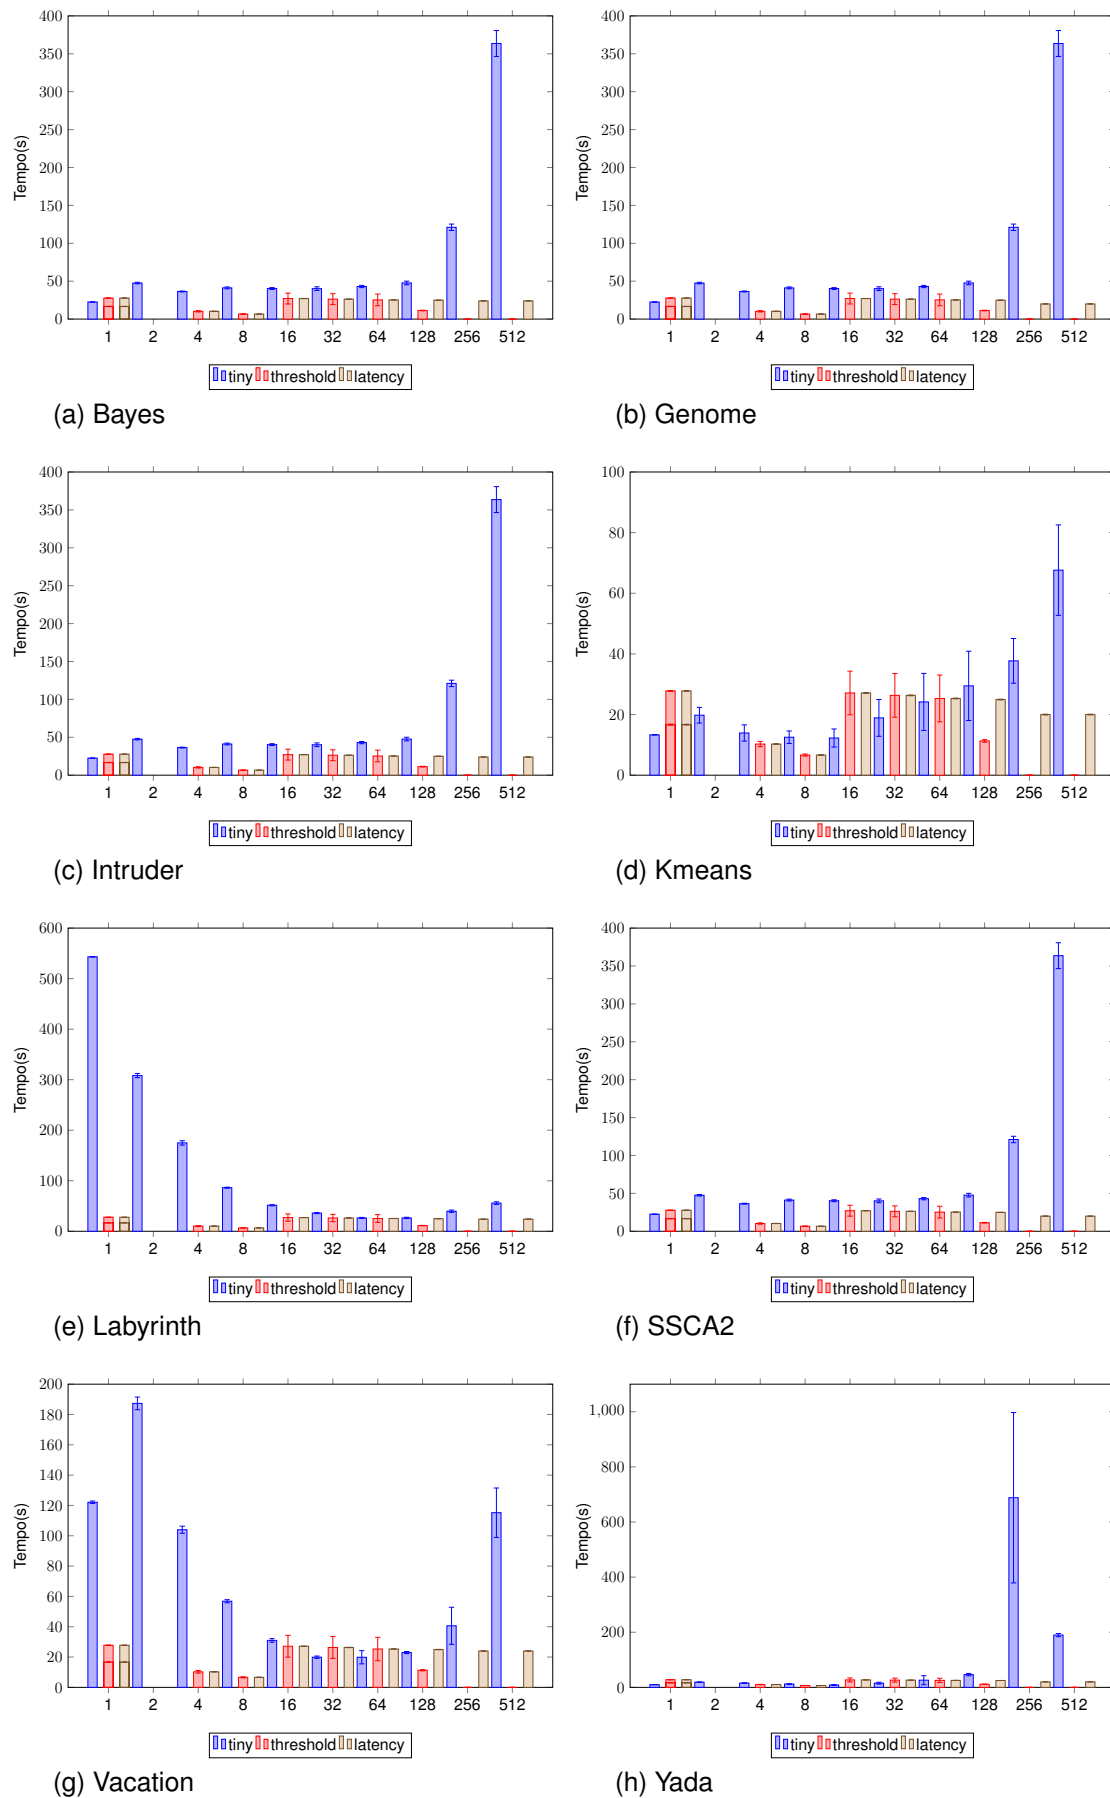 400
350
300
250
200
150
100
50
0
Tempo(s)
1 2 4 8 16 32 64 128 256 512
tiny threshold latency
(a) Bayes
400
350
300
250
200
150
100
50
0
Tempo(s)
1 2 4 8 16 32 64 128 256 512
tiny threshold latency
(b) Genome
400
350
300
250
200
150
100
50
0
Tempo(s)
1 2 4 8 16 32 64 128 256 512
tiny threshold latency
(c) Intruder
100
80
60
40
20
0
Tempo(s)
1 2 4 8 16 32 64 128 256 512
tiny threshold latency
(d) Kmeans
600
500
400
300
200
100
0
Tempo(s)
1 2 4 8 16 32 64 128 256 512
tiny threshold latency
(e) Labyrinth
400
350
300
250
200
150
100
50
0
Tempo(s)
1 2 4 8 16 32 64 128 256 512
tiny threshold latency
(f) SSCA2
200
180
160
140
120
100
80
60
40
20
0
Tempo(s)
1 2 4 8 16 32 64 128 256 512
tiny threshold latency
(g) Vacation
1,000
800
600
400
200
0
Tempo(s)
1 2 4 8 16 32 64 128 256 512
tiny threshold latency
(h) Yada